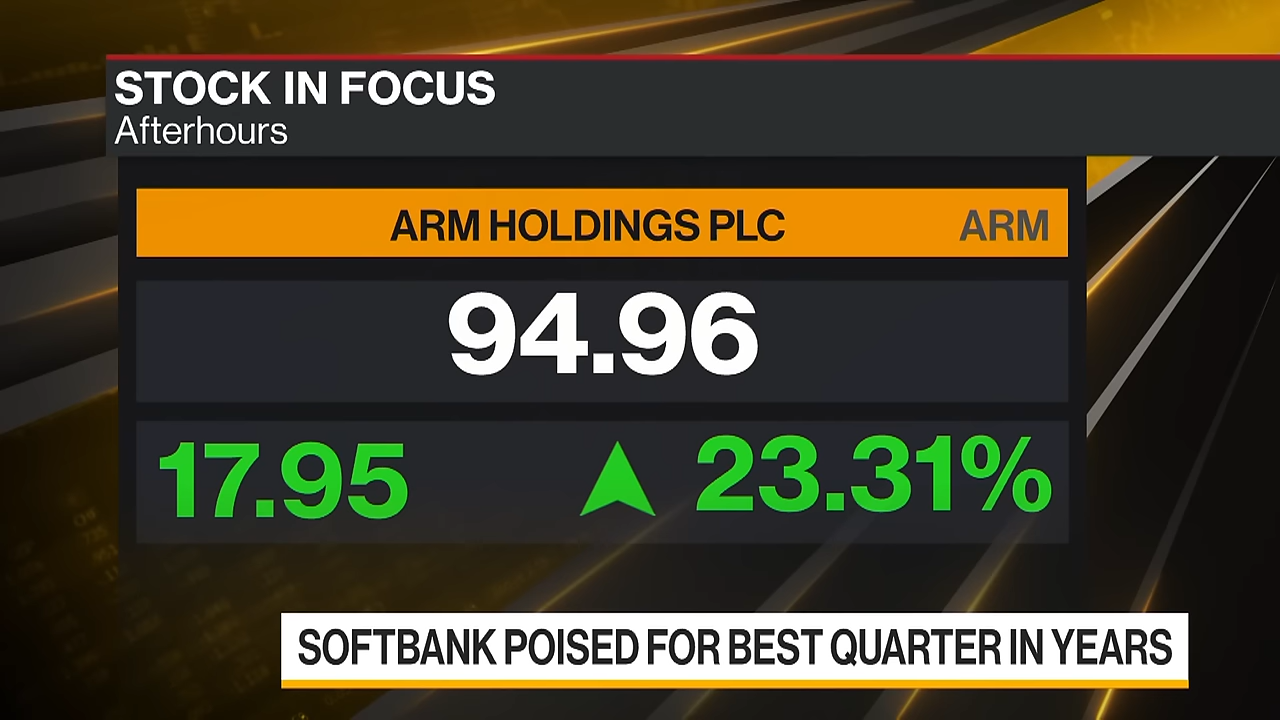 STOCK IN FOCUS
Afterhours
ARM HOLDINGS PLC ARM
94.96
17.95 ▲ 23.31%
SOFTBANK POISED FOR BEST QUARTER IN YEARS